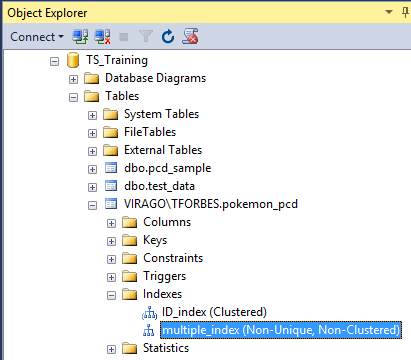 Object Explorer
Connect
TS_Training
Database Diagrams
Tables
System Tables
FileTables
External Tables
dbo.pcd_sample
dbo.test_data
VIRAGO\TFORBES.pokemon_pcd
Columns
Keys
Constraints
Triggers
Indexes
ID_index (Clustered)
multiple_index (Non-Unique, Non-Clustered)
Statistics